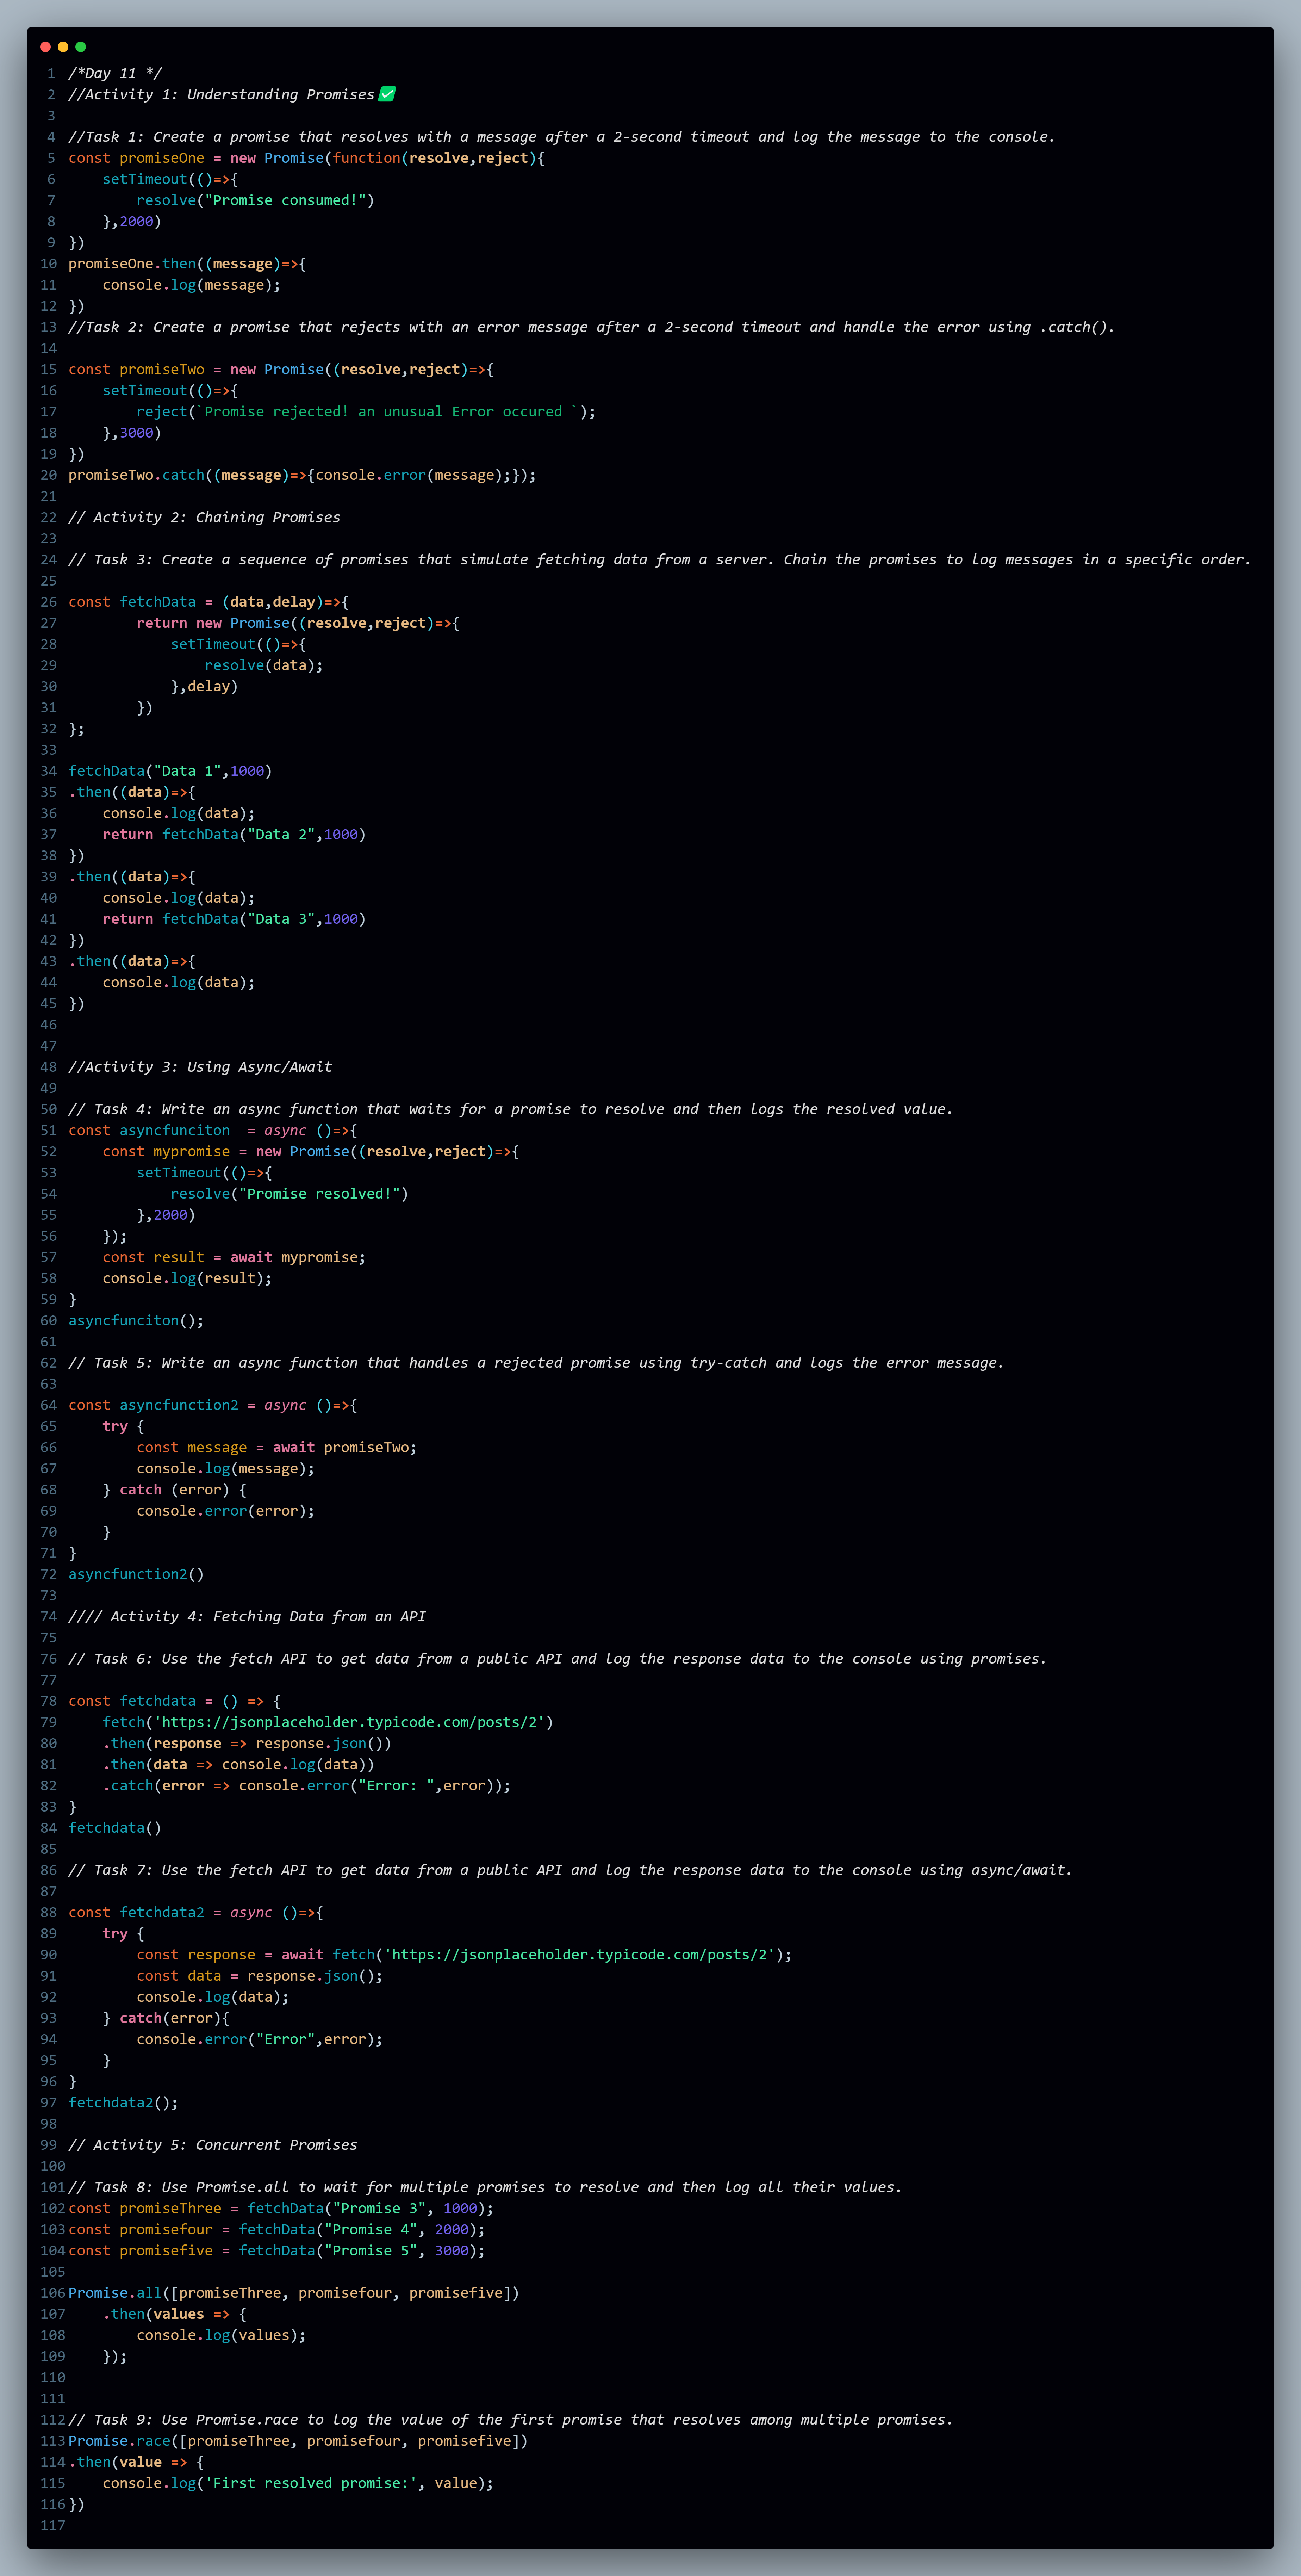 1 /*Day 11 */
2 //Activity 1: Understanding Promises✅
3
4 //Task 1: Create a promise that resolves with a message after a 2-second timeout and log the message to the console.
5 const promiseOne = new Promise(function(resolve,reject){
6     setTimeout(()=>{
7         resolve("Promise consumed!")
8     },2000)
9 })
10 promiseOne.then((message)=>{
11     console.log(message);
12 })
13 //Task 2: Create a promise that rejects with an error message after a 2-second timeout and handle the error using .catch().
14
15 const promiseTwo = new Promise((resolve,reject)=>{
16     setTimeout(()=>{
17         reject(`Promise rejected! an unusual Error occured `);
18     },3000)
19 })
20 promiseTwo.catch((message)=>{console.error(message);});
21
22 // Activity 2: Chaining Promises
23
24 // Task 3: Create a sequence of promises that simulate fetching data from a server. Chain the promises to log messages in a specific order.
25
26 const fetchData = (data,delay)=>{
27         return new Promise((resolve,reject)=>{
28             setTimeout(()=>{
29                 resolve(data);
30             },delay)
31         })
32 };
33
34 fetchData("Data 1",1000)
35 .then((data)=>{
36     console.log(data);
37     return fetchData("Data 2",1000)
38 })
39 .then((data)=>{
40     console.log(data);
41     return fetchData("Data 3",1000)
42 })
43 .then((data)=>{
44     console.log(data);
45 })
46
47
48 //Activity 3: Using Async/Await
49
50 // Task 4: Write an async function that waits for a promise to resolve and then logs the resolved value.
51 const asyncfunciton  = async ()=>{
52     const mypromise = new Promise((resolve,reject)=>{
53         setTimeout(()=>{
54             resolve("Promise resolved!")
55         },2000)
56     });
57     const result = await mypromise;
58     console.log(result);
59 }
60 asyncfunciton();
61
62 // Task 5: Write an async function that handles a rejected promise using try-catch and logs the error message.
63
64 const asyncfunction2 = async ()=>{
65     try {
66         const message = await promiseTwo;
67         console.log(message);
68     } catch (error) {
69         console.error(error);
70     }
71 }
72 asyncfunction2()
73
74 //// Activity 4: Fetching Data from an API
75
76 // Task 6: Use the fetch API to get data from a public API and log the response data to the console using promises.
77
78 const fetchdata = () => {
79     fetch('https://jsonplaceholder.typicode.com/posts/2')
80     .then(response => response.json())
81     .then(data => console.log(data))
82     .catch(error => console.error("Error: ",error));
83 }
84 fetchdata()
85
86 // Task 7: Use the fetch API to get data from a public API and log the response data to the console using async/await.
87
88 const fetchdata2 = async ()=>{
89     try {
90         const response = await fetch('https://jsonplaceholder.typicode.com/posts/2');
91         const data = response.json();
92         console.log(data);
93     } catch(error){
94         console.error("Error",error);
95     }
96 }
97 fetchdata2();
98
99 // Activity 5: Concurrent Promises
100
101 // Task 8: Use Promise.all to wait for multiple promises to resolve and then log all their values.
102 const promiseThree = fetchData("Promise 3", 1000);
103 const promisefour = fetchData("Promise 4", 2000);
104 const promisefive = fetchData("Promise 5", 3000);
105
106 Promise.all([promiseThree, promisefour, promisefive])
107     .then(values => {
108         console.log(values);
109     });
110
111
112 // Task 9: Use Promise.race to log the value of the first promise that resolves among multiple promises.
113 Promise.race([promiseThree, promisefour, promisefive])
114 .then(value => {
115     console.log('First resolved promise:', value);
116 })
117